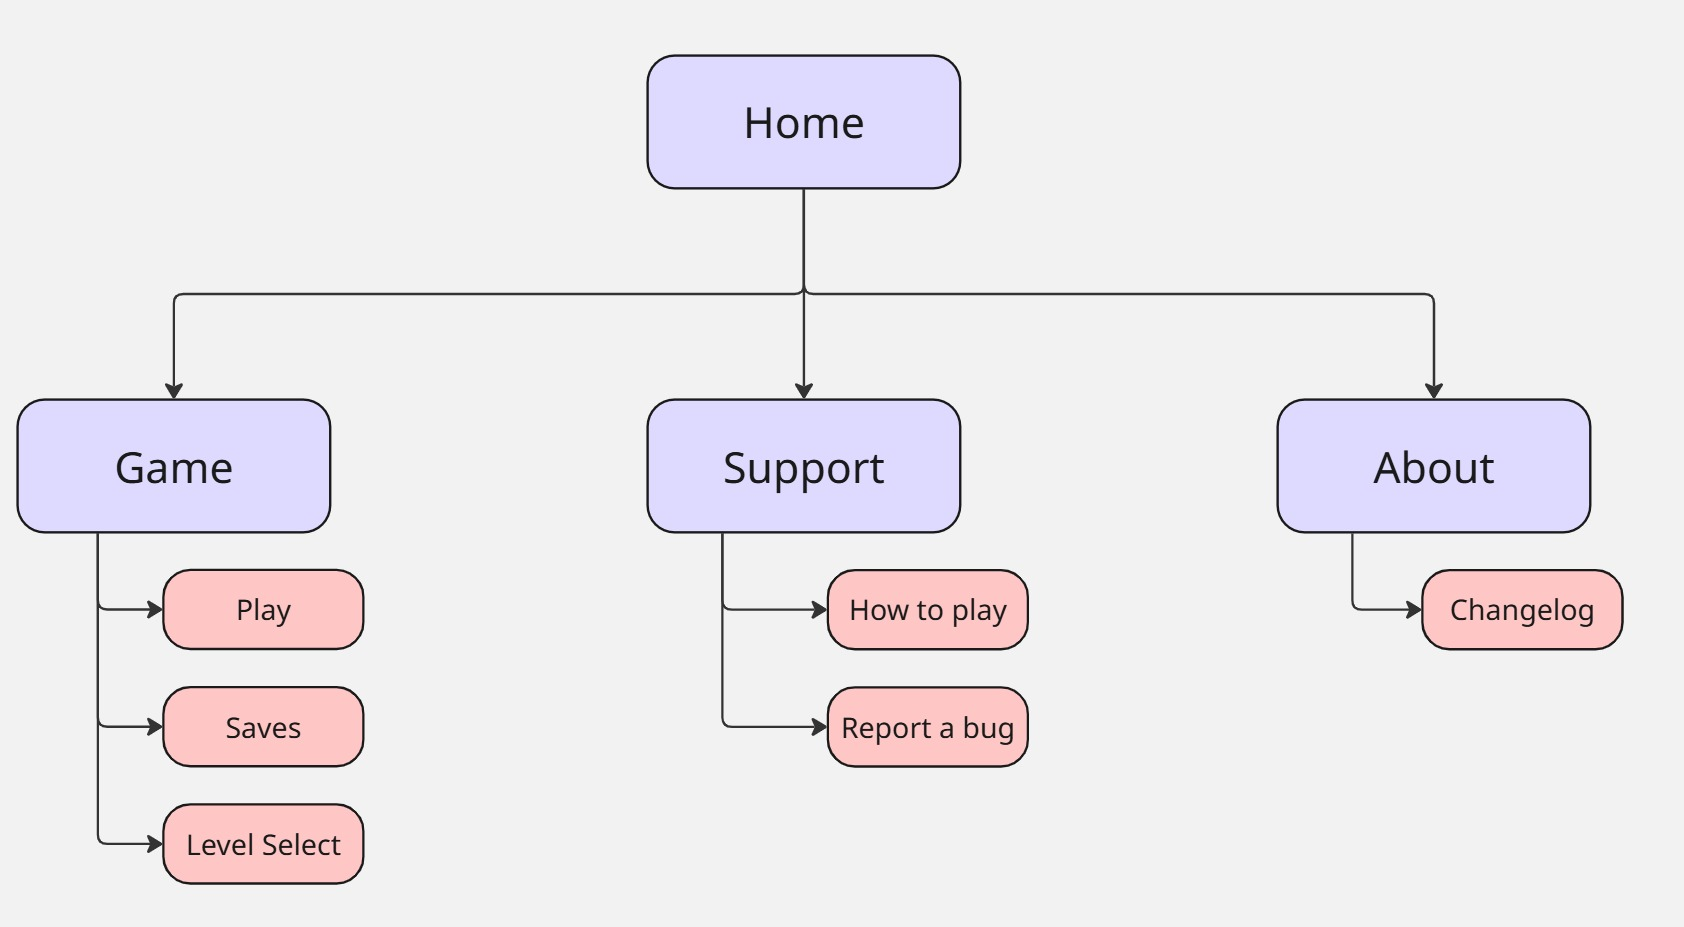 Home
Game
Support
About
Play
How to play
Changelog
Saves
Report a bug
Level Select